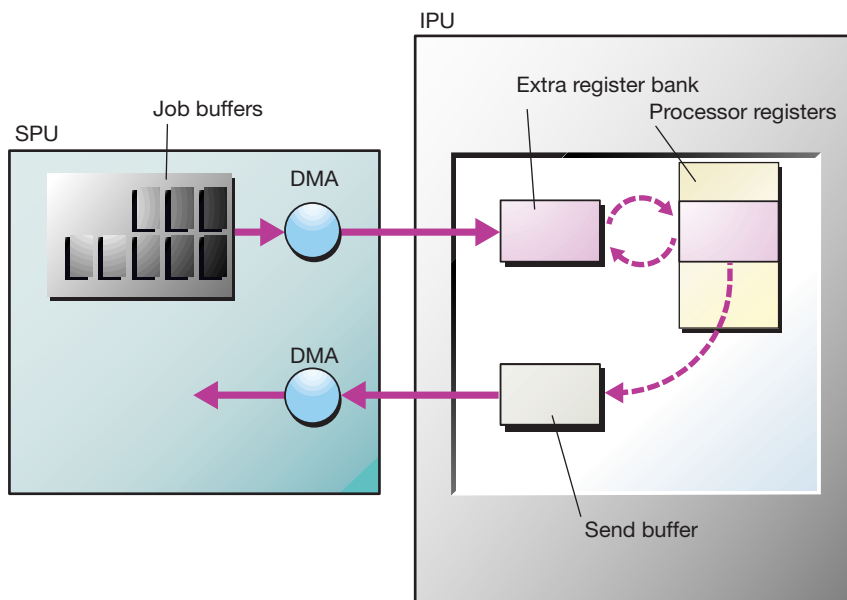 IPU
Extra register bank
Job buffers
Processor registers
SPU
DMA
DMA
Send buffer